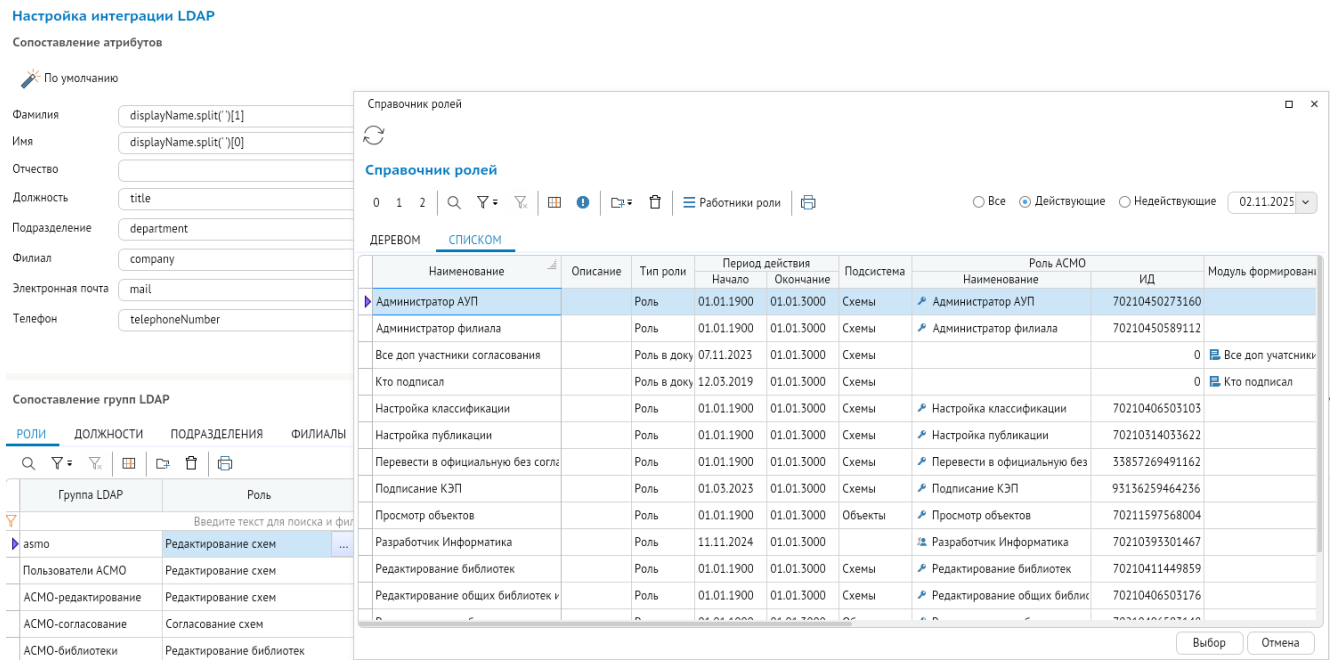 Настройка интеграции LDAP
Сопоставление атрибутов
По умолчанию
Фамилия displayName.split(' ')[1]
Имя displayName.split(' ')[0]
Отчество
Должность title
Подразделение department
Филиал company
Электронная почта mail
Телефон telephoneNumber
Сопоставление групп LDAP
РОЛИ ДОЛЖНОСТИ ПОДРАЗДЕЛЕНИЯ ФИЛИАЛЫ
Группа LDAP Роль
Введите текст для поиска и фил
asmo Редактирование схем ...
Пользователи АСМО Редактирование схем
АСМО-редактирование Редактирование схем
АСМО-согласование Согласование схем
АСМО-библиотеки Редактирование библиотек
Справочник ролей
Справочник ролей
0 1 2 Работники роли Все Действующие Недействующие 02.11.2025
ДЕРЕВОМ СПИСКОМ
Наименование Описание Тип роли Период действия Подсистема Роль АСМО Модуль формировани
Начало Окончание Наименование ИД
Администратор АУП Роль 01.01.1900 01.01.3000 Схемы Администратор АУП 70210450273160
Администратор филиала Роль 01.01.1900 01.01.3000 Схемы Администратор филиала 70210450589112
Все доп участники согласования Роль в доку 07.11.2023 01.01.3000 Схемы 0 Все доп учатсники
Кто подписал Роль в доку 12.03.2019 01.01.3000 Схемы 0 Кто подписал
Настройка классификации Роль 01.01.1900 01.01.3000 Схемы Настройка классификации 70210406503103
Настройка публикации Роль 01.01.1900 01.01.3000 Схемы Настройка публикации 70210314033622
Перевести в официальную без согла Роль 01.01.1900 01.01.3000 Схемы Перевести в официальную без 33857269491162
Подписание КЭП Роль 01.03.2023 01.01.3000 Схемы Подписание КЭП 93136259464236
Просмотр объектов Роль 01.01.1900 01.01.3000 Объекты Просмотр объектов 70211597568004
Разработчик Информатика Роль 11.11.2024 01.01.3000 Разработчик Информатика 70210393301467
Редактирование библиотек Роль 01.01.1900 01.01.3000 Схемы Редактирование библиотек 70210411449859
Редактирование общих библиотек и Роль 01.01.1900 01.01.3000 Схемы Редактирование общих библис 70210406503176
Выбор Отмена